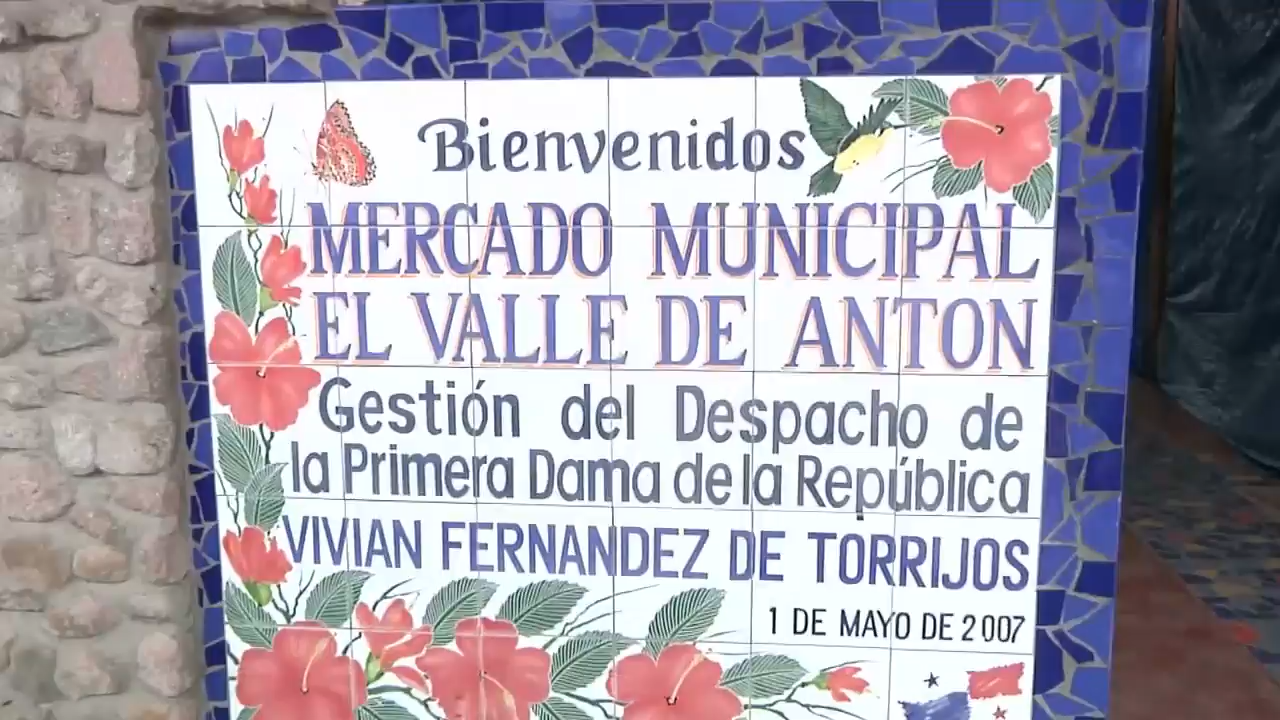 Bienvenidos
MERCADO MUNICIPAL
EL VALLE DE ANTON
Gestión del Despacho de
la Primera Dama de la República
VIVIAN FERNANDEZ DE TORRIJOS
1 DE MAYO DE 2007